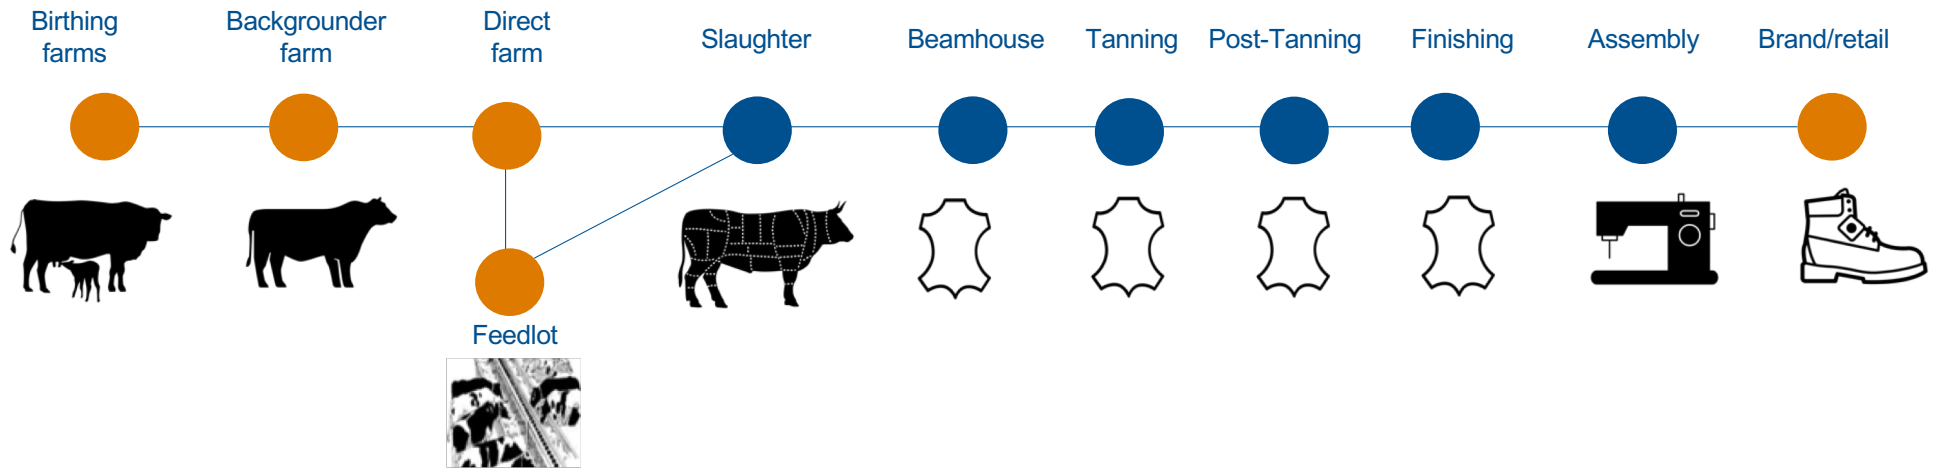 Birthing
farms
Backgrounder
farm
Direct
farm
Slaughter
Beamhouse
Tanning
Post-Tanning
Finishing
Assembly
Brand/retail
Feedlot